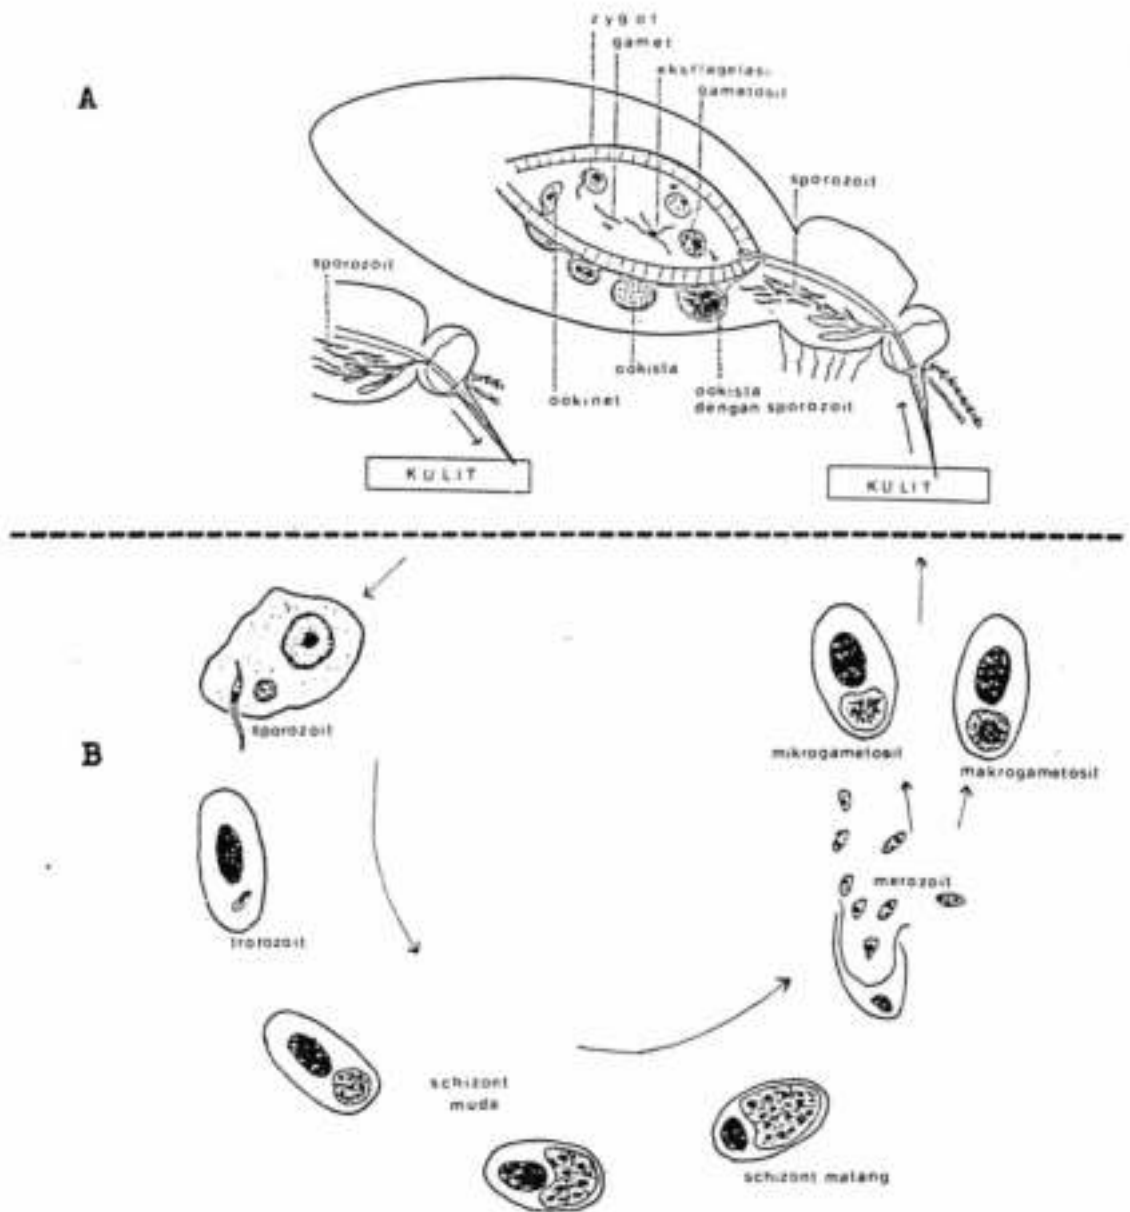 zygot
gamet
A
eksflagelasi
gametosit
sporozoit
sporozoit
ookista
ookinet
ookista
dengan sporozoit
KULIT
KULIT
sporozoit
B
mikrogametosit
makrogametosit
merozoit
trofozoit
schizont
muda
schizont matang